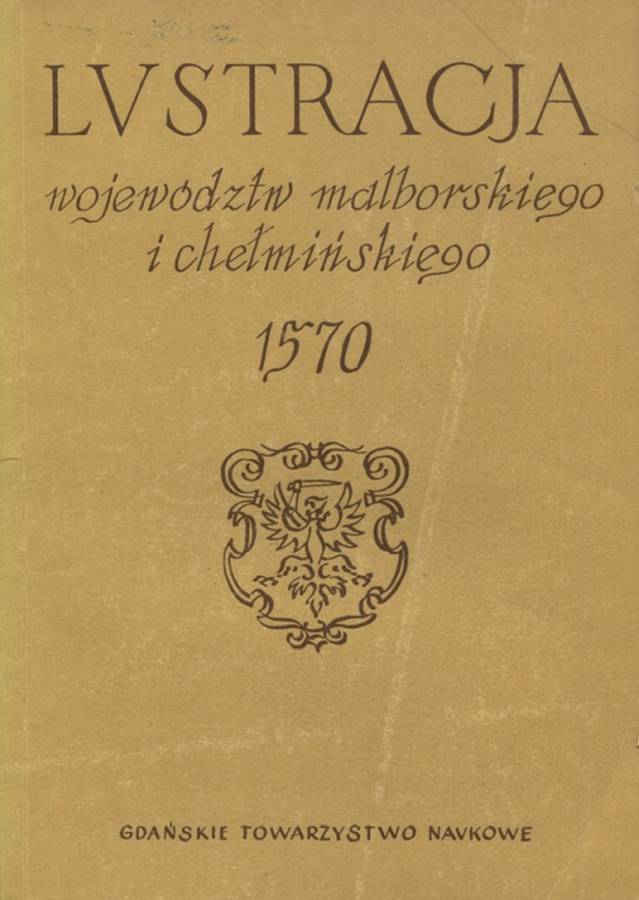 LVSTRACJA
województw malborskiego
i chełmińskiego
1570
GDAŃSKIE TOWARZYSTWO NAVKOWE